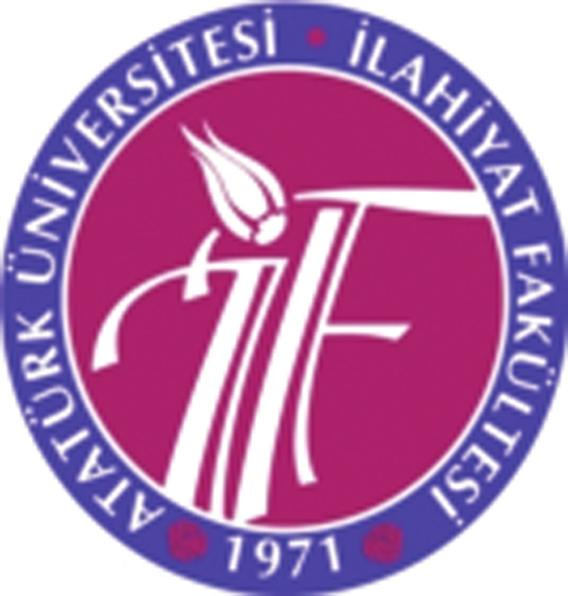 ATATÜRK ÜNİVERSİTESİ • İLAHİYAT FAKÜLTESİ
1971
İF